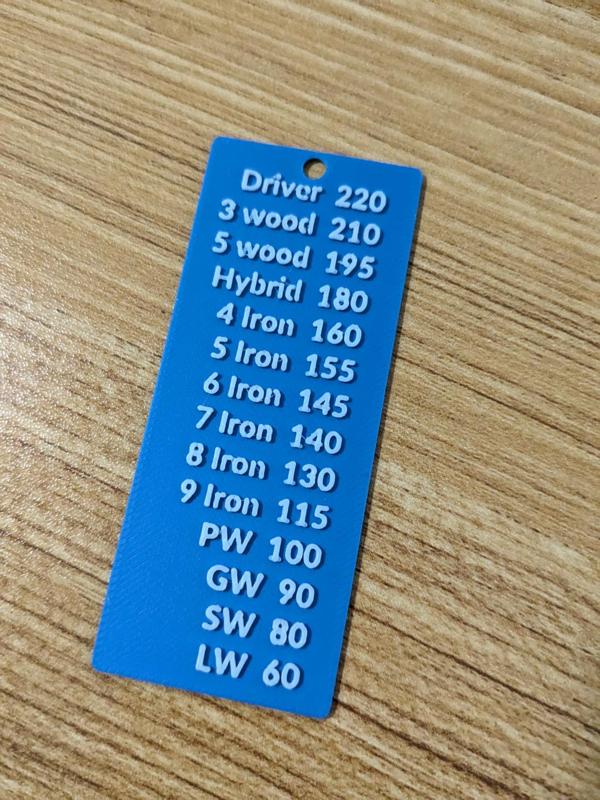 Driver 220
3 wood 210
5 wood 195
Hybrid 180
4 Iron 160
5 Iron 155
6 Iron 145
7 Iron 140
8 Iron 130
9 Iron 115
PW 100
GW 90
SW 80
LW 60